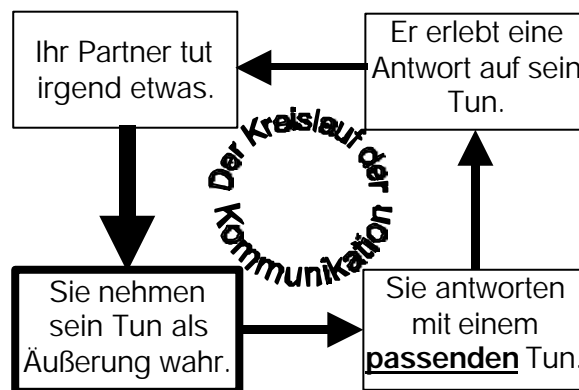 Ihr Partner tut
irgend etwas.
Er erlebt eine
Antwort auf sein
Tun.
Der Kreislauf der
Kommunikation
Sie nehmen
sein Tun als
Äußerung wahr.
Sie antworten
mit einem
passenden Tun.